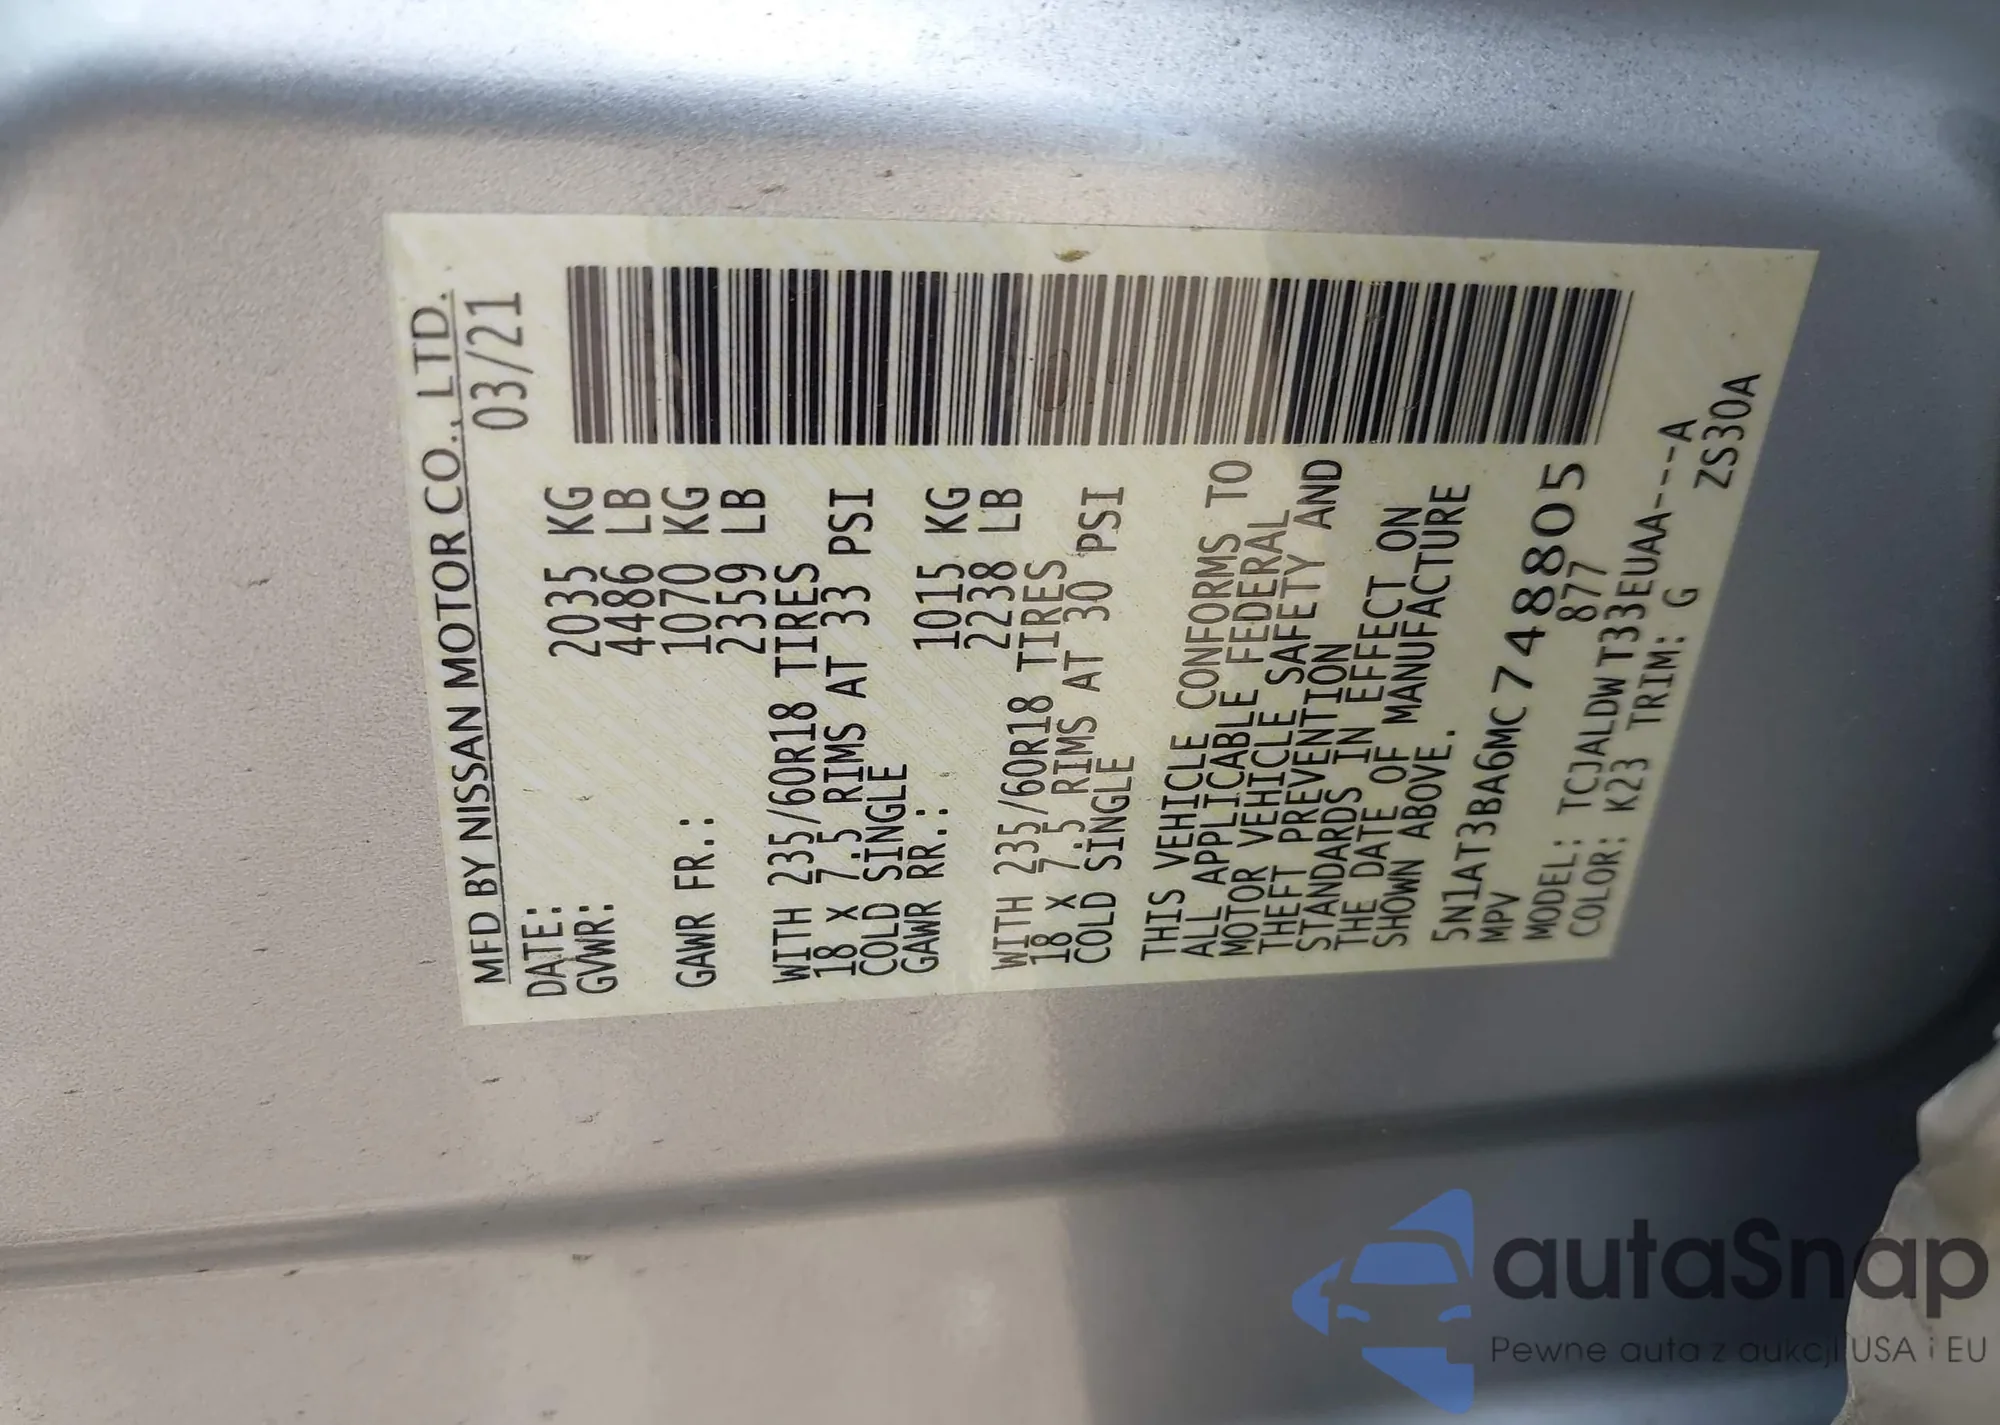 MFD BY NISSAN MOTOR CO., LTD.
DATE: 03/21
GVWR: 2035 KG
4486 LB
GAWR FR.: 1070 KG
2359 LB
WITH 235/60R18 TIRES
18 X 7.5 RIMS AT 33 PSI
COLD SINGLE
GAWR RR.: 1015 KG
2238 LB
WITH 235/60R18 TIRES
18 X 7.5 RIMS AT 30 PSI
COLD SINGLE
THIS VEHICLE CONFORMS TO
ALL APPLICABLE FEDERAL
MOTOR VEHICLE SAFETY AND
THEFT PREVENTION
STANDARDS IN EFFECT ON
THE DATE OF MANUFACTURE
SHOWN ABOVE.
5N1AT3BA6MC748805
MPV 877
MODEL: TCJALDWT33EUAA---A
COLOR: K23 TRIM: G ZS30A
autaSnap
Pewne auta z aukcji USA i EU